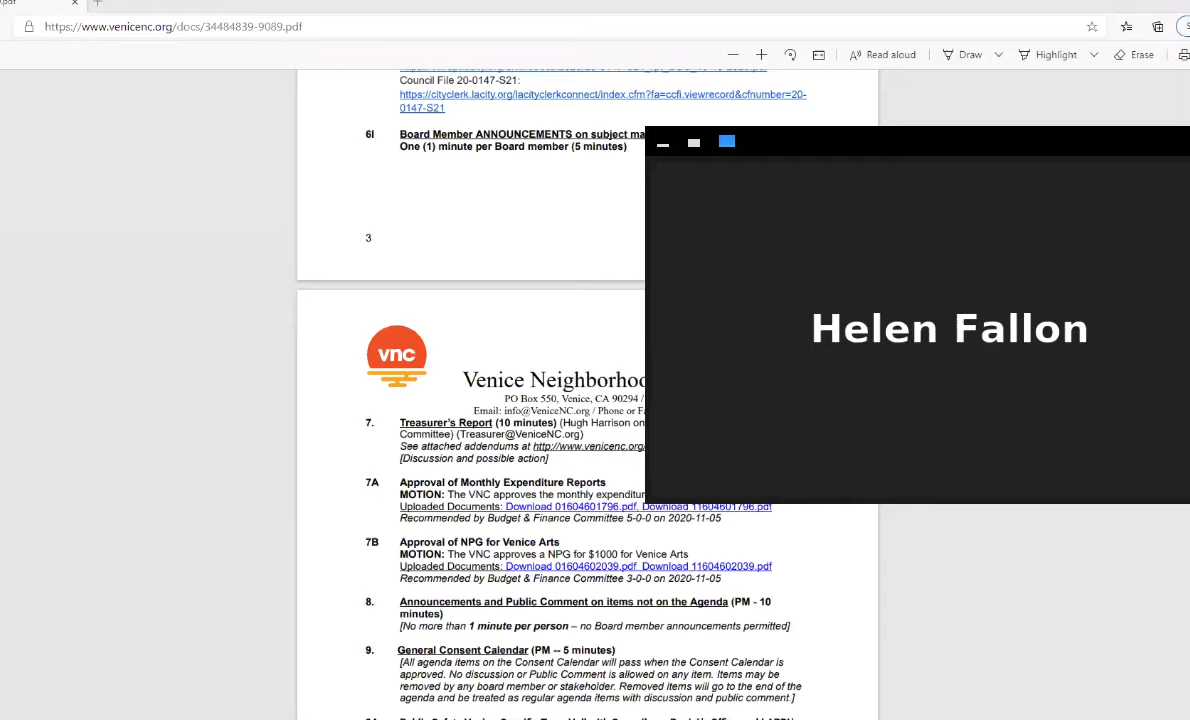 .pdf
https://www.venicenc.org/docs/34484839-9089.pdf
Read aloud
Draw
Highlight
Erase
Council File 20-0147-S21:
https://cityclerk.lacity.org/lacityclerkconnect/index.cfm?fa=ccfi.viewrecord&cfnumber=20-
0147-S21
6I Board Member ANNOUNCEMENTS on subject ma
One (1) minute per Board member (5 minutes)
3
Helen Fallon
vnc
Venice Neighborhoo
PO Box 550, Venice, CA 90294 /
Email: info@VeniceNC.org / Phone or Fa
7. Treasurer's Report (10 minutes) (Hugh Harrison on
Committee) (Treasurer@VeniceNC.org)
See attached addendums at http://www.venicenc.org/
[Discussion and possible action]
7A Approval of Monthly Expenditure Reports
MOTION: The VNC approves the monthly expenditur
Uploaded Documents: Download 01604601796.pdf, Download 11604601796.pdf
Recommended by Budget & Finance Committee 5-0-0 on 2020-11-05
7B Approval of NPG for Venice Arts
MOTION: The VNC approves a NPG for $1000 for Venice Arts
Uploaded Documents: Download 01604602039.pdf Download 11604602039.pdf
Recommended by Budget & Finance Committee 3-0-0 on 2020-11-05
8. Announcements and Public Comment on items not on the Agenda (PM - 10
minutes)
[No more than 1 minute per person – no Board member announcements permitted]
9. General Consent Calendar (PM -- 5 minutes)
[All agenda items on the Consent Calendar will pass when the Consent Calendar is
approved. No discussion or Public Comment is allowed on any item. Items may be
removed by any board member or stakeholder. Removed items will go to the end of the
agenda and be treated as regular agenda items with discussion and public comment.]